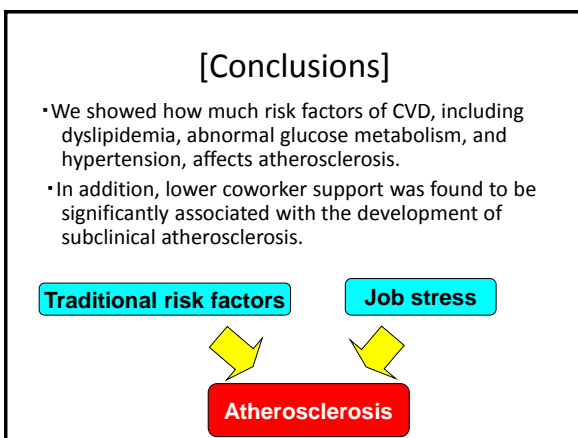 [Conclusions]
・We showed how much risk factors of CVD, including
dyslipidemia, abnormal glucose metabolism, and
hypertension, affects atherosclerosis.
・In addition, lower coworker support was found to be
significantly associated with the development of
subclinical atherosclerosis.
Traditional risk factors
Job stress
Atherosclerosis